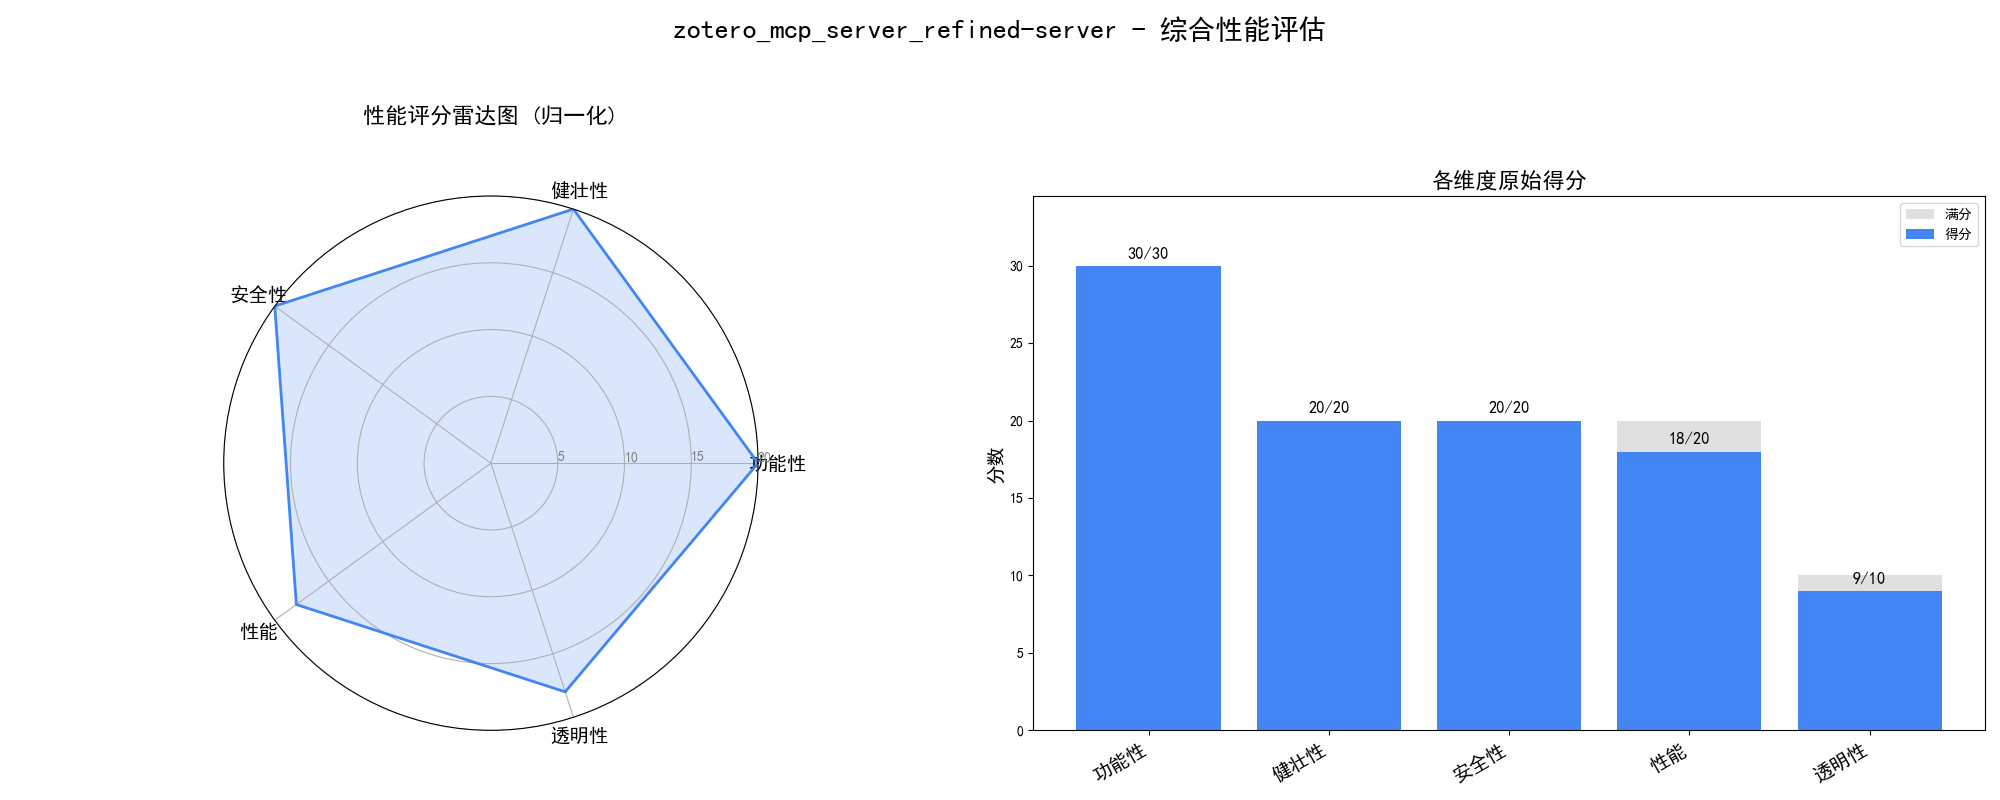 zotero_mcp_server_refined-server - 综合性能评估
性能评分雷达图 (归一化)
健壮性
安全性
功能性
性能
透明性
5
10
15
20
各维度原始得分
满分
得分
分数
30
25
20
15
10
5
0
30/30
20/20
20/20
18/20
9/10
功能性
健壮性
安全性
性能
透明性